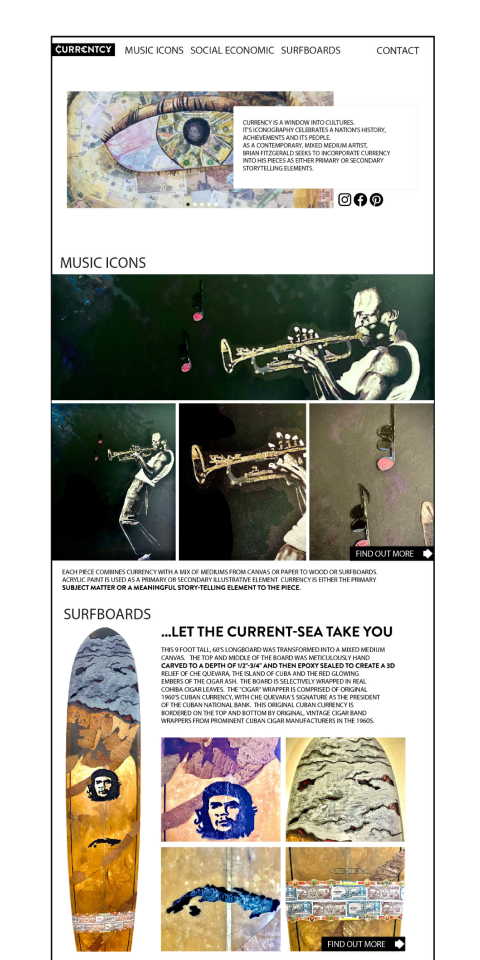 CURRENTCY
MUSIC ICONS SOCIAL ECONOMIC SURFBOARDS CONTACT
CURRENCY IS A WINDOW INTO CULTURES.
IT'S ICONOGRAPHY CELEBRATES A NATION'S HISTORY,
ACHIEVEMENTS AND ITS PEOPLE.
AS A CONTEMPORARY, MIXED MEDIUM ARTIST,
BRIAN FITZGERALD SEEKS TO INCORPORATE CURRENCY
INTO HIS PIECES AS EITHER PRIMARY OR SECONDARY
STORYTELLING ELEMENTS.
MUSIC ICONS
FIND OUT MORE
EACH PIECE COMBINES CURRENCY WITH A MIX OF MEDIUMS FROM CANVAS OR PAPER TO WOOD OR SURFBOARDS.
ACRYLIC PAINT IS USED AS A PRIMARY OR SECONDARY ILLUSTRATIVE ELEMENT CURRENCY IS EITHER THE PRIMARY
SUBJECT MATTER OR A MEANINGFUL STORY-TELLING ELEMENT TO THE PIECE.
SURFBOARDS
...LET THE CURRENT-SEA TAKE YOU
THIS 9 FOOT TALL, 60'S LONGBOARD WAS TRANSFORMED INTO A MIXED MEDIUM
CANVAS. THE TOP AND MIDDLE OF THE BOARD WAS METICULOUSLY HAND
CARVED TO A DEPTH OF 1/2"-3/4" AND THEN EPOXY SEALED TO CREATE A 3D
RELIEF OF CHE QUEVARA, THE ISLAND OF CUBA AND THE RED GLOWING
EMBERS OF THE CIGAR ASH. THE BOARD IS SELECTIVELY WRAPPED IN REAL
COHIBA CIGAR LEAVES. THE "CIGAR" WRAPPER IS COMPRISED OF ORIGINAL
1960'S CUBAN CURRENCY, WITH CHE QUEVARA'S SIGNATURE AS THE PRESIDENT
OF THE CUBAN NATIONAL BANK. THIS ORIGINAL CUBAN CURRENCY IS
BORDERED ON THE TOP AND BOTTOM BY ORIGINAL, VINTAGE CIGAR BAND
WRAPPERS FROM PROMINENT CUBAN CIGAR MANUFACTURERS IN THE 1960S.
FIND OUT MORE